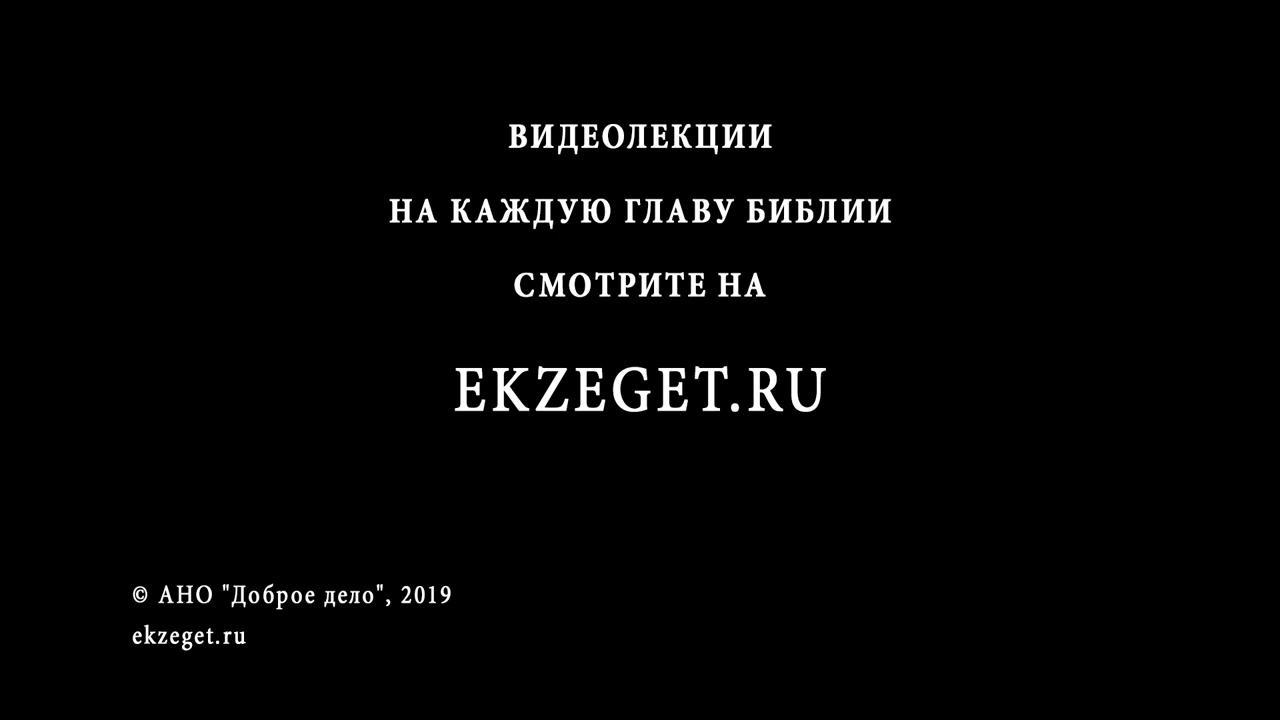 ВИДЕОЛЕКЦИИ
НА КАЖДУЮ ГЛАВУ БИБЛИИ
СМОТРИТЕ НА
EKZEGET.RU
© АНО "Доброе дело", 2019
ekzeget.ru